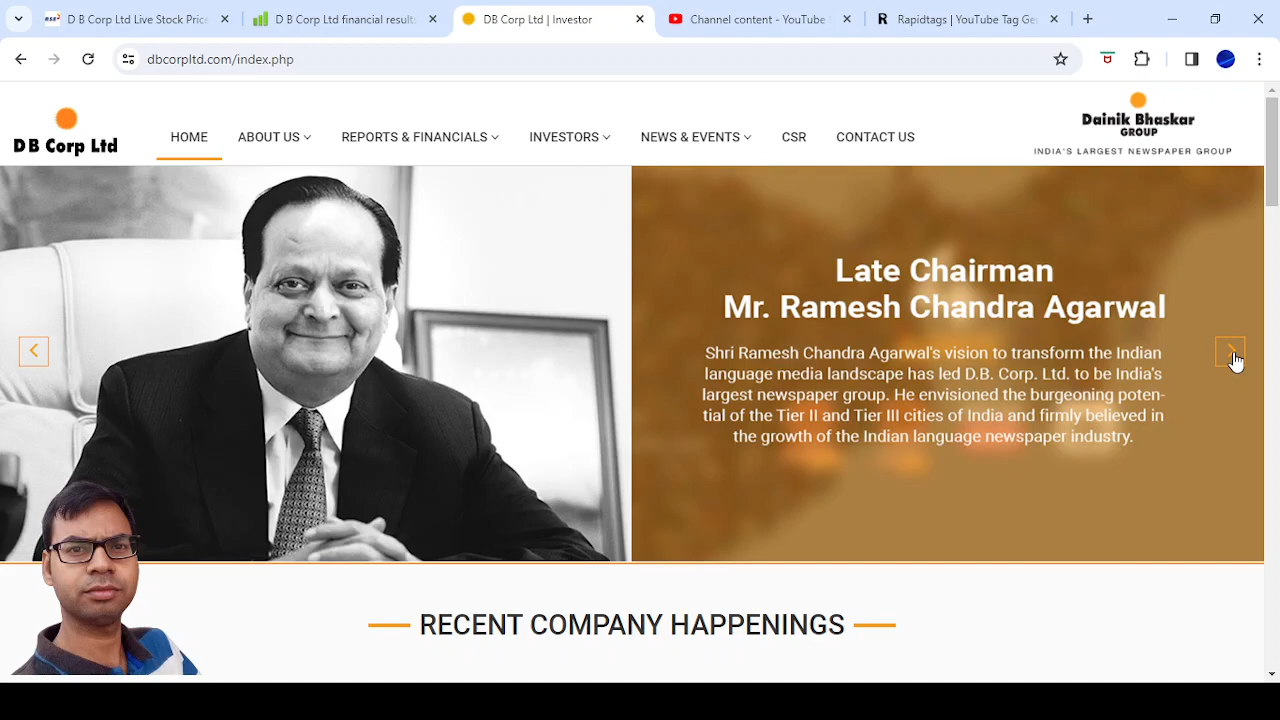 BSE
D B Corp Ltd Live Stock Price
D B Corp Ltd financial results
DB Corp Ltd | Investor
Channel content - YouTube
Rapidtags | YouTube Tag Ge
dbcorpltd.com/index.php
D B Corp Ltd
HOME
ABOUT US
REPORTS & FINANCIALS
INVESTORS
NEWS & EVENTS
CSR
CONTACT US
Dainik Bhaskar
GROUP
INDIA'S LARGEST NEWSPAPER GROUP
Late Chairman
Mr. Ramesh Chandra Agarwal
Shri Ramesh Chandra Agarwal's vision to transform the Indian
language media landscape has led D.B. Corp. Ltd. to be India's
largest newspaper group. He envisioned the burgeoning poten-
tial of the Tier II and Tier III cities of India and firmly believed in
the growth of the Indian language newspaper industry.
RECENT COMPANY HAPPENINGS